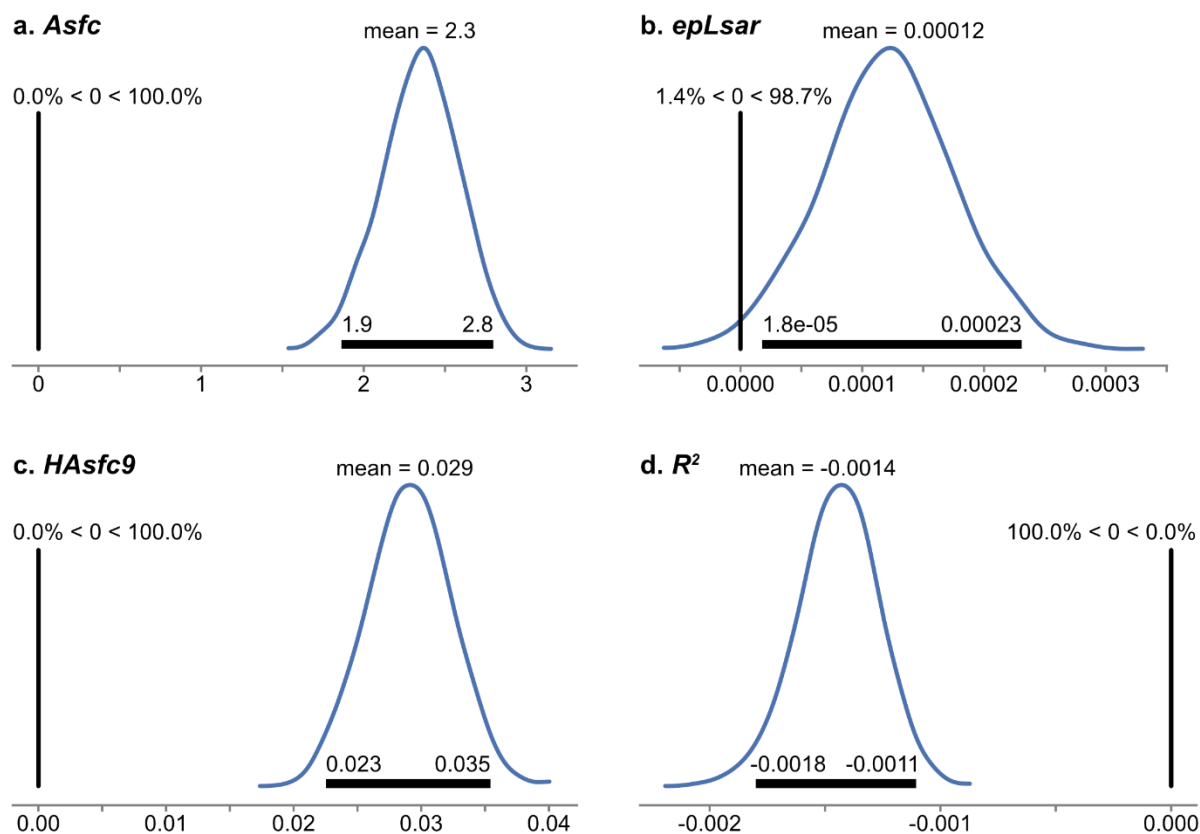 a. Asfc
mean = 2.3
0.0% < 0 < 100.0%
1.9 2.8
0 1 2 3
b. epLsar
mean = 0.00012
1.4% < 0 < 98.7%
1.8e-05 0.00023
0.0000 0.0001 0.0002 0.0003
c. HAsfc9
mean = 0.029
0.0% < 0 < 100.0%
0.023 0.035
0.00 0.01 0.02 0.03 0.04
d. R²
mean = -0.0014
100.0% < 0 < 0.0%
-0.0018 -0.0011
-0.002 -0.001 0.000